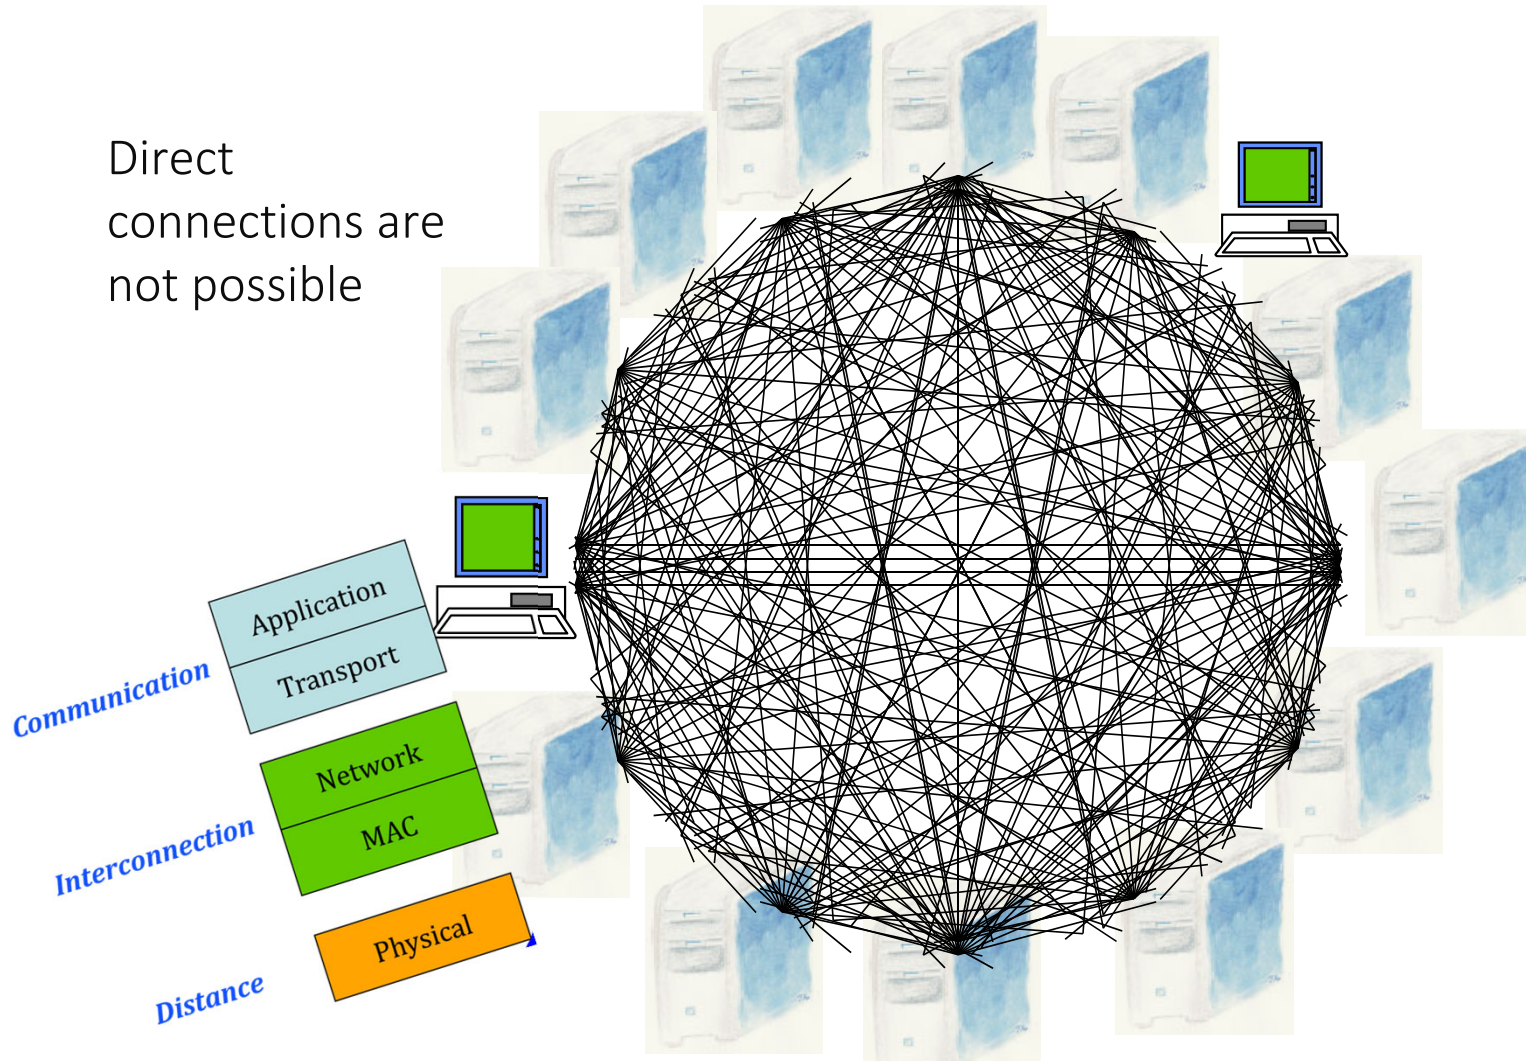 Direct
connections are
not possible
Application
Transport
Communication
Network
MAC
Interconnection
Physical
Distance